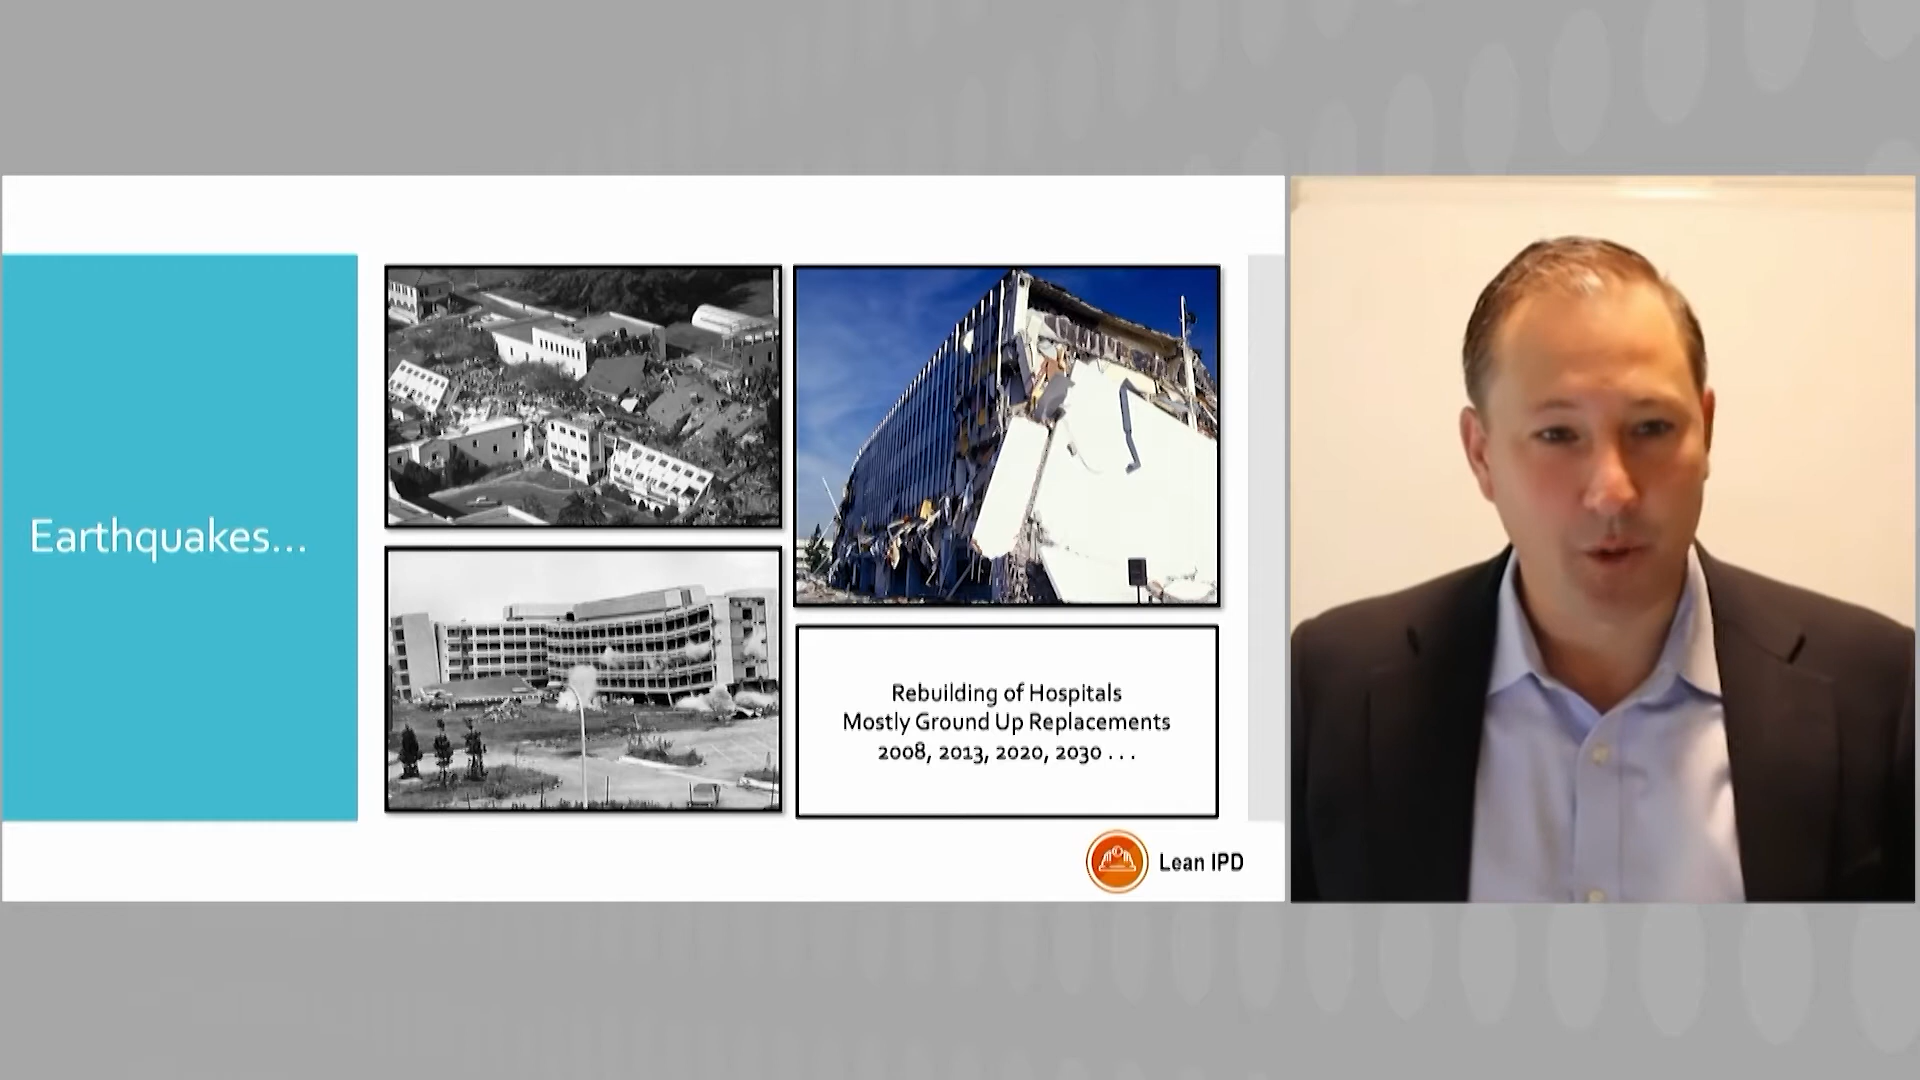 Earthquakes...
Rebuilding of Hospitals
Mostly Ground Up Replacements
2008, 2013, 2020, 2030 . . .
Lean IPD